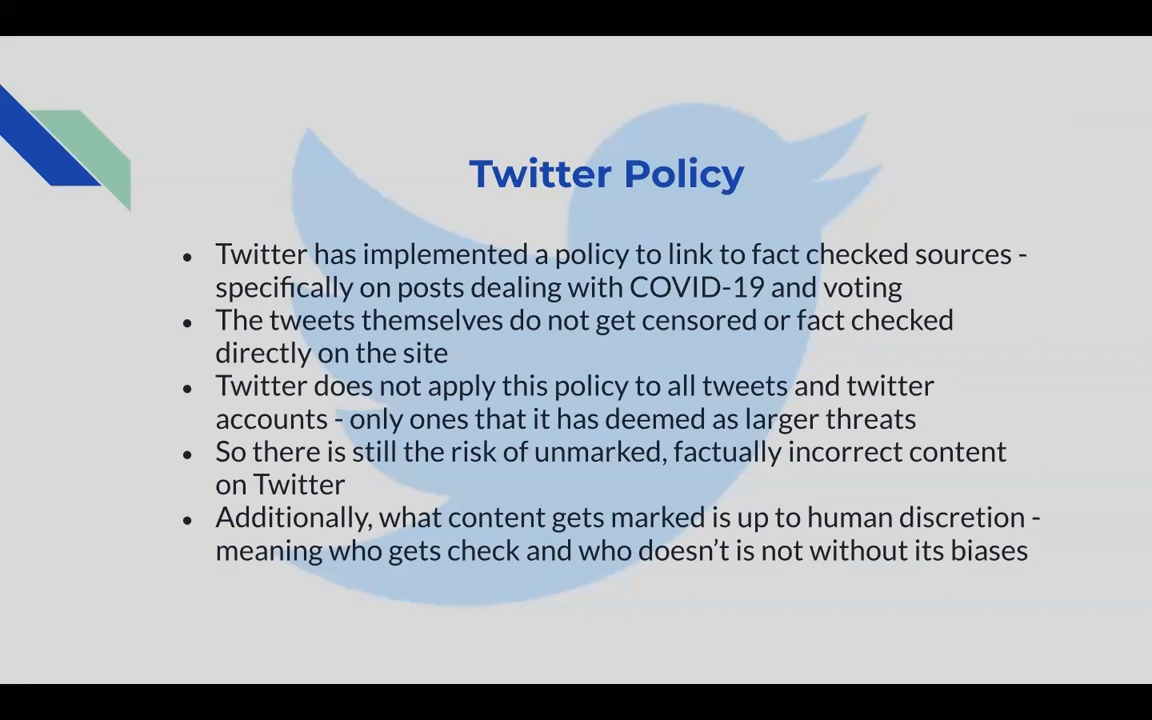 Twitter Policy
• Twitter has implemented a policy to link to fact checked sources -
specifically on posts dealing with COVID-19 and voting
• The tweets themselves do not get censored or fact checked
directly on the site
• Twitter does not apply this policy to all tweets and twitter
accounts - only ones that it has deemed as larger threats
• So there is still the risk of unmarked, factually incorrect content
on Twitter
• Additionally, what content gets marked is up to human discretion -
meaning who gets check and who doesn’t is not without its biases